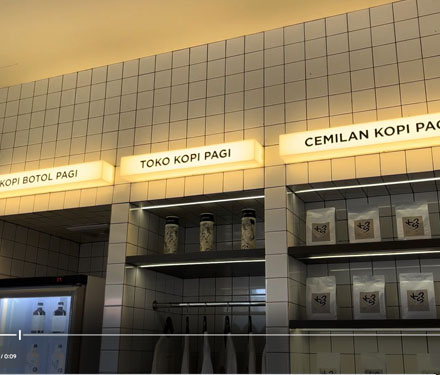 KOPI BOTOL PAGI
TOKO KOPI PAGI
CEMILAN KOPI PAG
/ 0:09